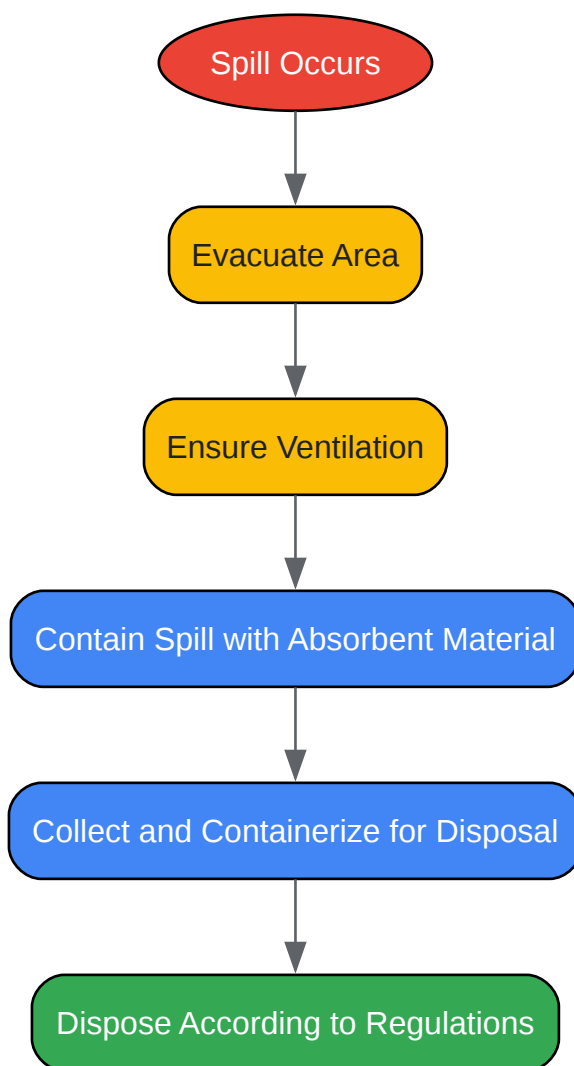 Spill Occurs
Evacuate Area
Ensure Ventilation
Contain Spill with Absorbent Material
Collect and Containerize for Disposal
Dispose According to Regulations